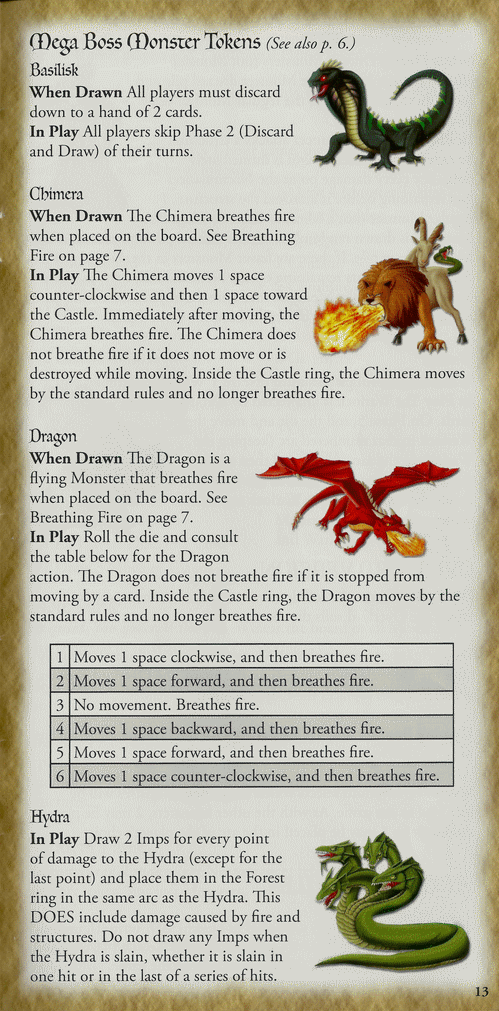 Mega Boss Monster Tokens (See also p. 6.)
Basilisk
When Drawn All players must discard
down to a hand of 2 cards.
In Play All players skip Phase 2 (Discard
and Draw) of their turns.
Chimera
When Drawn The Chimera breathes fire
when placed on the board. See Breathing
Fire on page 7.
In Play The Chimera moves 1 space
counter-clockwise and then 1 space toward
the Castle. Immediately after moving, the
Chimera breathes fire. The Chimera does
not breathe fire if it does not move or is
destroyed while moving. Inside the Castle ring, the Chimera moves
by the standard rules and no longer breathes fire.
Dragon
When Drawn The Dragon is a
flying Monster that breathes fire
when placed on the board. See
Breathing Fire on page 7.
In Play Roll the die and consult
the table below for the Dragon
action. The Dragon does not breathe fire if it is stopped from
moving by a card. Inside the Castle ring, the Dragon moves by the
standard rules and no longer breathes fire.
1 Moves 1 space clockwise, and then breathes fire.
2 Moves 1 space forward, and then breathes fire.
3 No movement. Breathes fire.
4 Moves 1 space backward, and then breathes fire.
5 Moves 1 space forward, and then breathes fire.
6 Moves 1 space counter-clockwise, and then breathes fire.
Hydra
In Play Draw 2 Imps for every point
of damage to the Hydra (except for the
last point) and place them in the Forest
ring in the same arc as the Hydra. This
DOES include damage caused by fire and
structures. Do not draw any Imps when
the Hydra is slain, whether it is slain in
one hit or in the last of a series of hits.
13